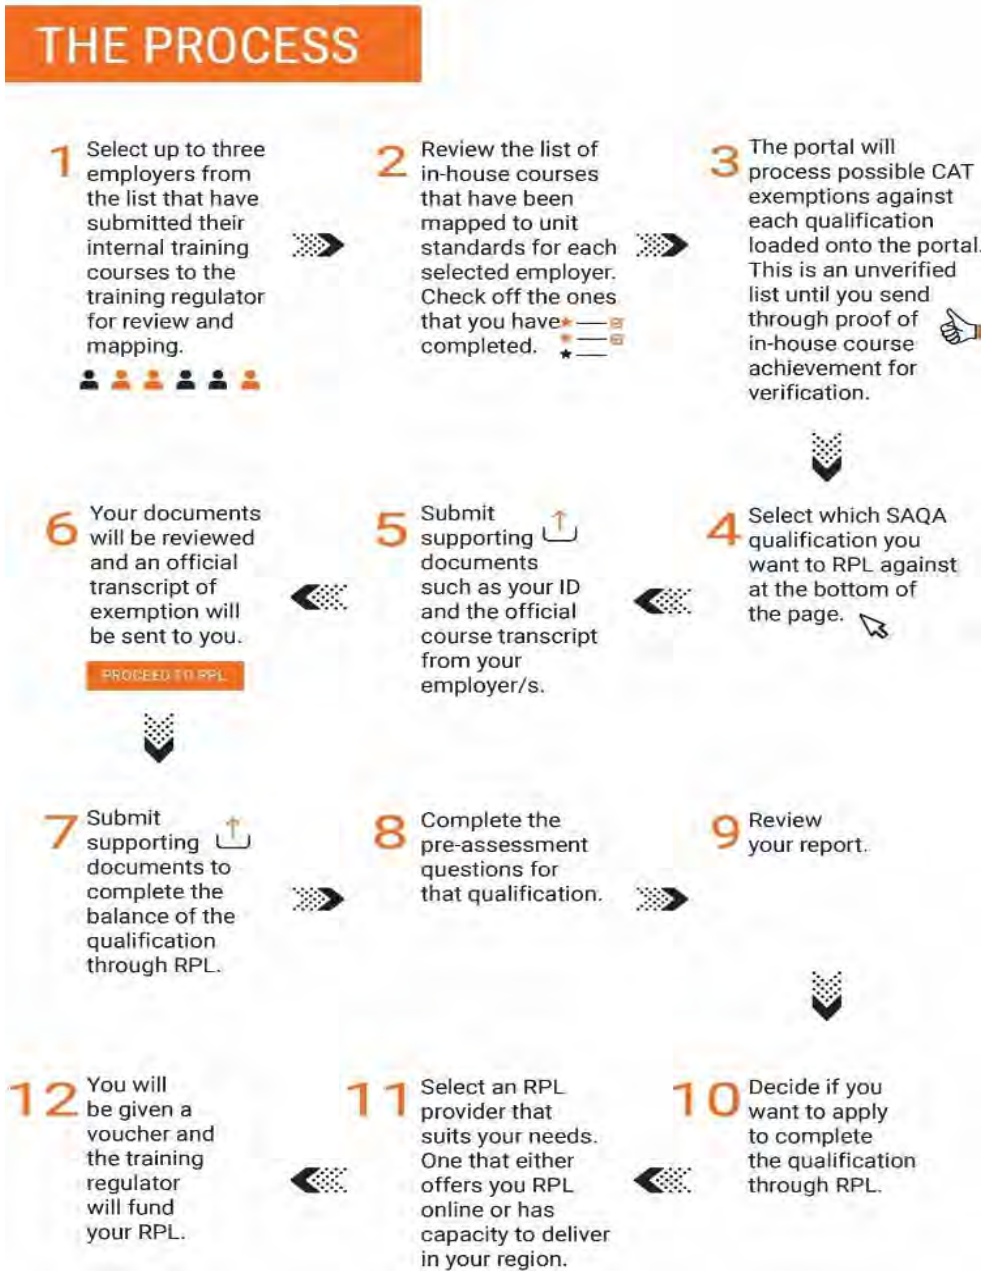 THE PROCESS
1
Select up to three
employers from
the list that have
submitted their
internal training
courses to the
training regulator
for review and
mapping.
2
Review the list of
in-house courses
that have been
mapped to unit
standards for each
selected employer.
Check off the ones
that you have
completed.
3
The portal will
process possible CAT
exemptions against
each qualification
loaded onto the portal.
This is an unverified
list until you send
through proof of
in-house course
achievement for
verification.
4
Select which SAQA
qualification you
want to RPL against
at the bottom of
the page.
5
Submit
supporting
documents
such as your ID
and the official
course transcript
from your
employer/s.
6
Your documents
will be reviewed
and an official
transcript of
exemption will
be sent to you.
PROCEED TO RPL
7
Submit
supporting
documents to
complete the
balance of the
qualification
through RPL.
8
Complete the
pre-assessment
questions for
that qualification.
9
Review
your report.
10
Decide if you
want to apply
to complete
the qualification
through RPL.
11
Select an RPL
provider that
suits your needs.
One that either
offers you RPL
online or has
capacity to deliver
in your region.
12
You will
be given a
voucher and
the training
regulator
will fund
your RPL.